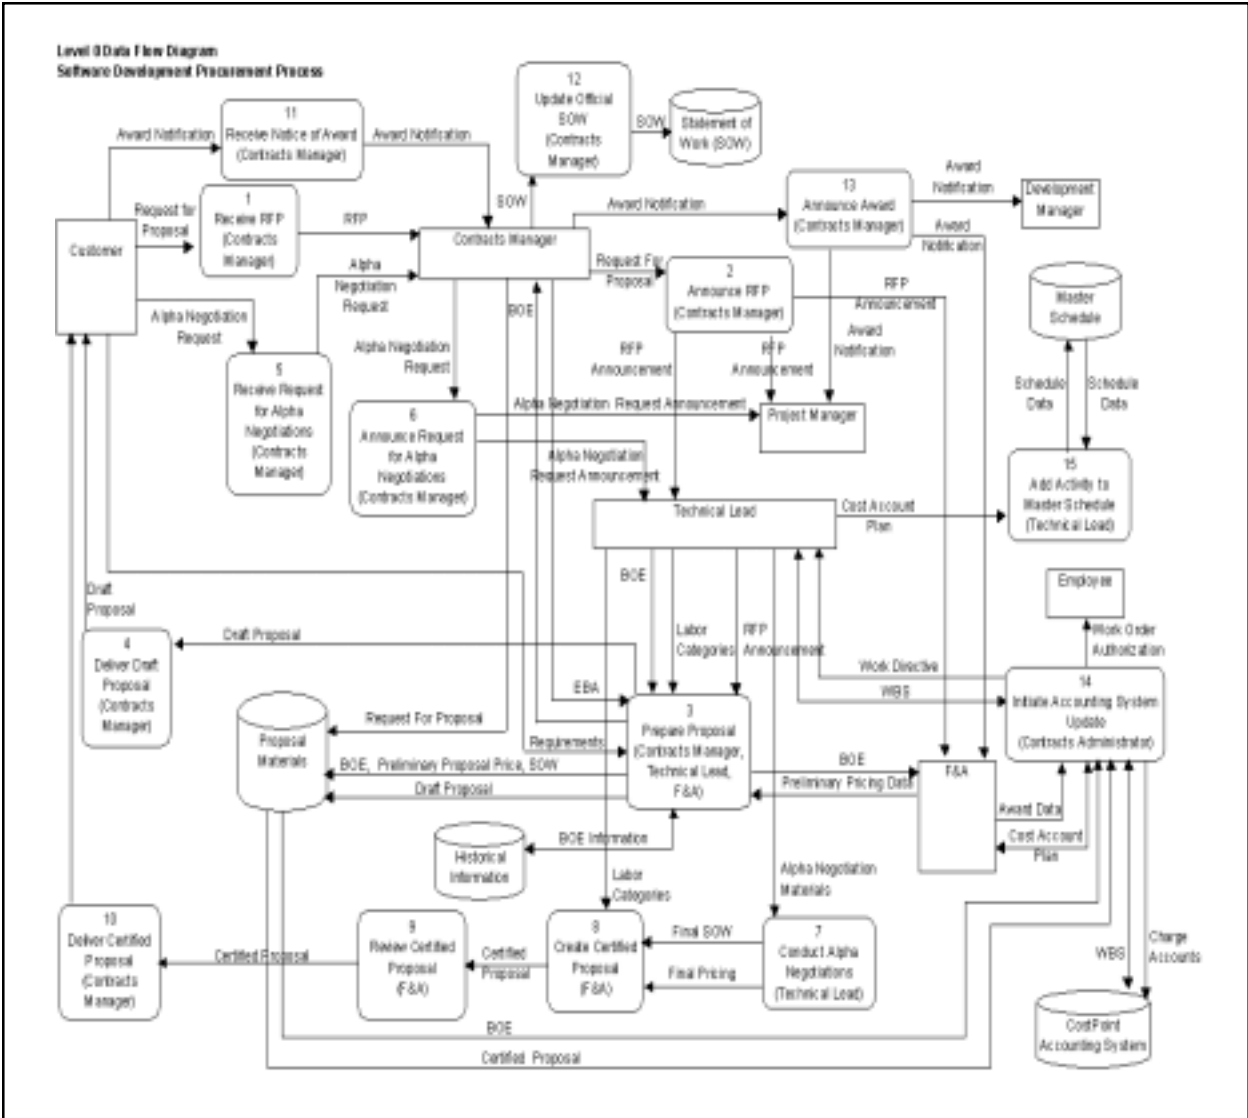 Level 0 Data Flow Diagram
Software Development Procurement Process
12
Update Official
SOW
(Contracts
Manager)
SOW
Statement of
Work (SOW)
11
Receive Notice of Award
(Contracts Manager)
Award Notification
Award Notification
13
Announce Award
(Contracts Manager)
Award
Notification
Development
Manager
1
Receive RFP
(Contracts
Manager)
Request for
Proposal
RFP
SOW
Award Notification
Award
Notification
Customer
Contracts Manager
Request For
Proposal
2
Announce RFP
(Contracts Manager)
RFP
Announcement
Master
Schedule
Alpha
Negotiation
Request
BOE
Alpha Negotiation
Request
Alpha Negotiation
Request
RFP
Announcement
RFP
Announcement
Award
Notification
5
Receive Request
for Alpha
Negotiations
(Contracts
Manager)
6
Announce Request
for Alpha
Negotiations
(Contracts Manager)
Alpha Negotiation Request Announcement
Project Manager
Schedule
Data
Schedule
Data
Alpha Negotiation
Request Announcement
15
Add Activity to
Master Schedule
(Technical Lead)
Technical Lead
Cost Account
Plan
BOE
Employee
Draft
Proposal
Draft Proposal
Labor
Categories
RFP
Announcement
Work Order
Authorization
4
Deliver Draft
Proposal
(Contracts
Manager)
Work Directive
WBS
EBA
14
Initiate Accounting System
Update
(Contracts Administrator)
3
Prepare Proposal
(Contracts Manager,
Technical Lead,
F&A)
Proposal
Materials
Request For Proposal
Requirements
BOE, Preliminary Proposal Price, SOW
Draft Proposal
BOE
Preliminary Pricing Data
F&A
Award Data
Cost Account
Plan
Historical
Information
BOE Information
Labor
Categories
Alpha Negotiation
Materials
10
Deliver Certified
Proposal
(Contracts
Manager)
Certified Proposal
9
Review Certified
Proposal
(F&A)
Certified
Proposal
8
Create Certified
Proposal
(F&A)
Final SOW
Final Pricing
7
Conduct Alpha
Negotiations
(Technical Lead)
WBS
Charge
Accounts
BOE
Certified Proposal
CostPoint
Accounting System